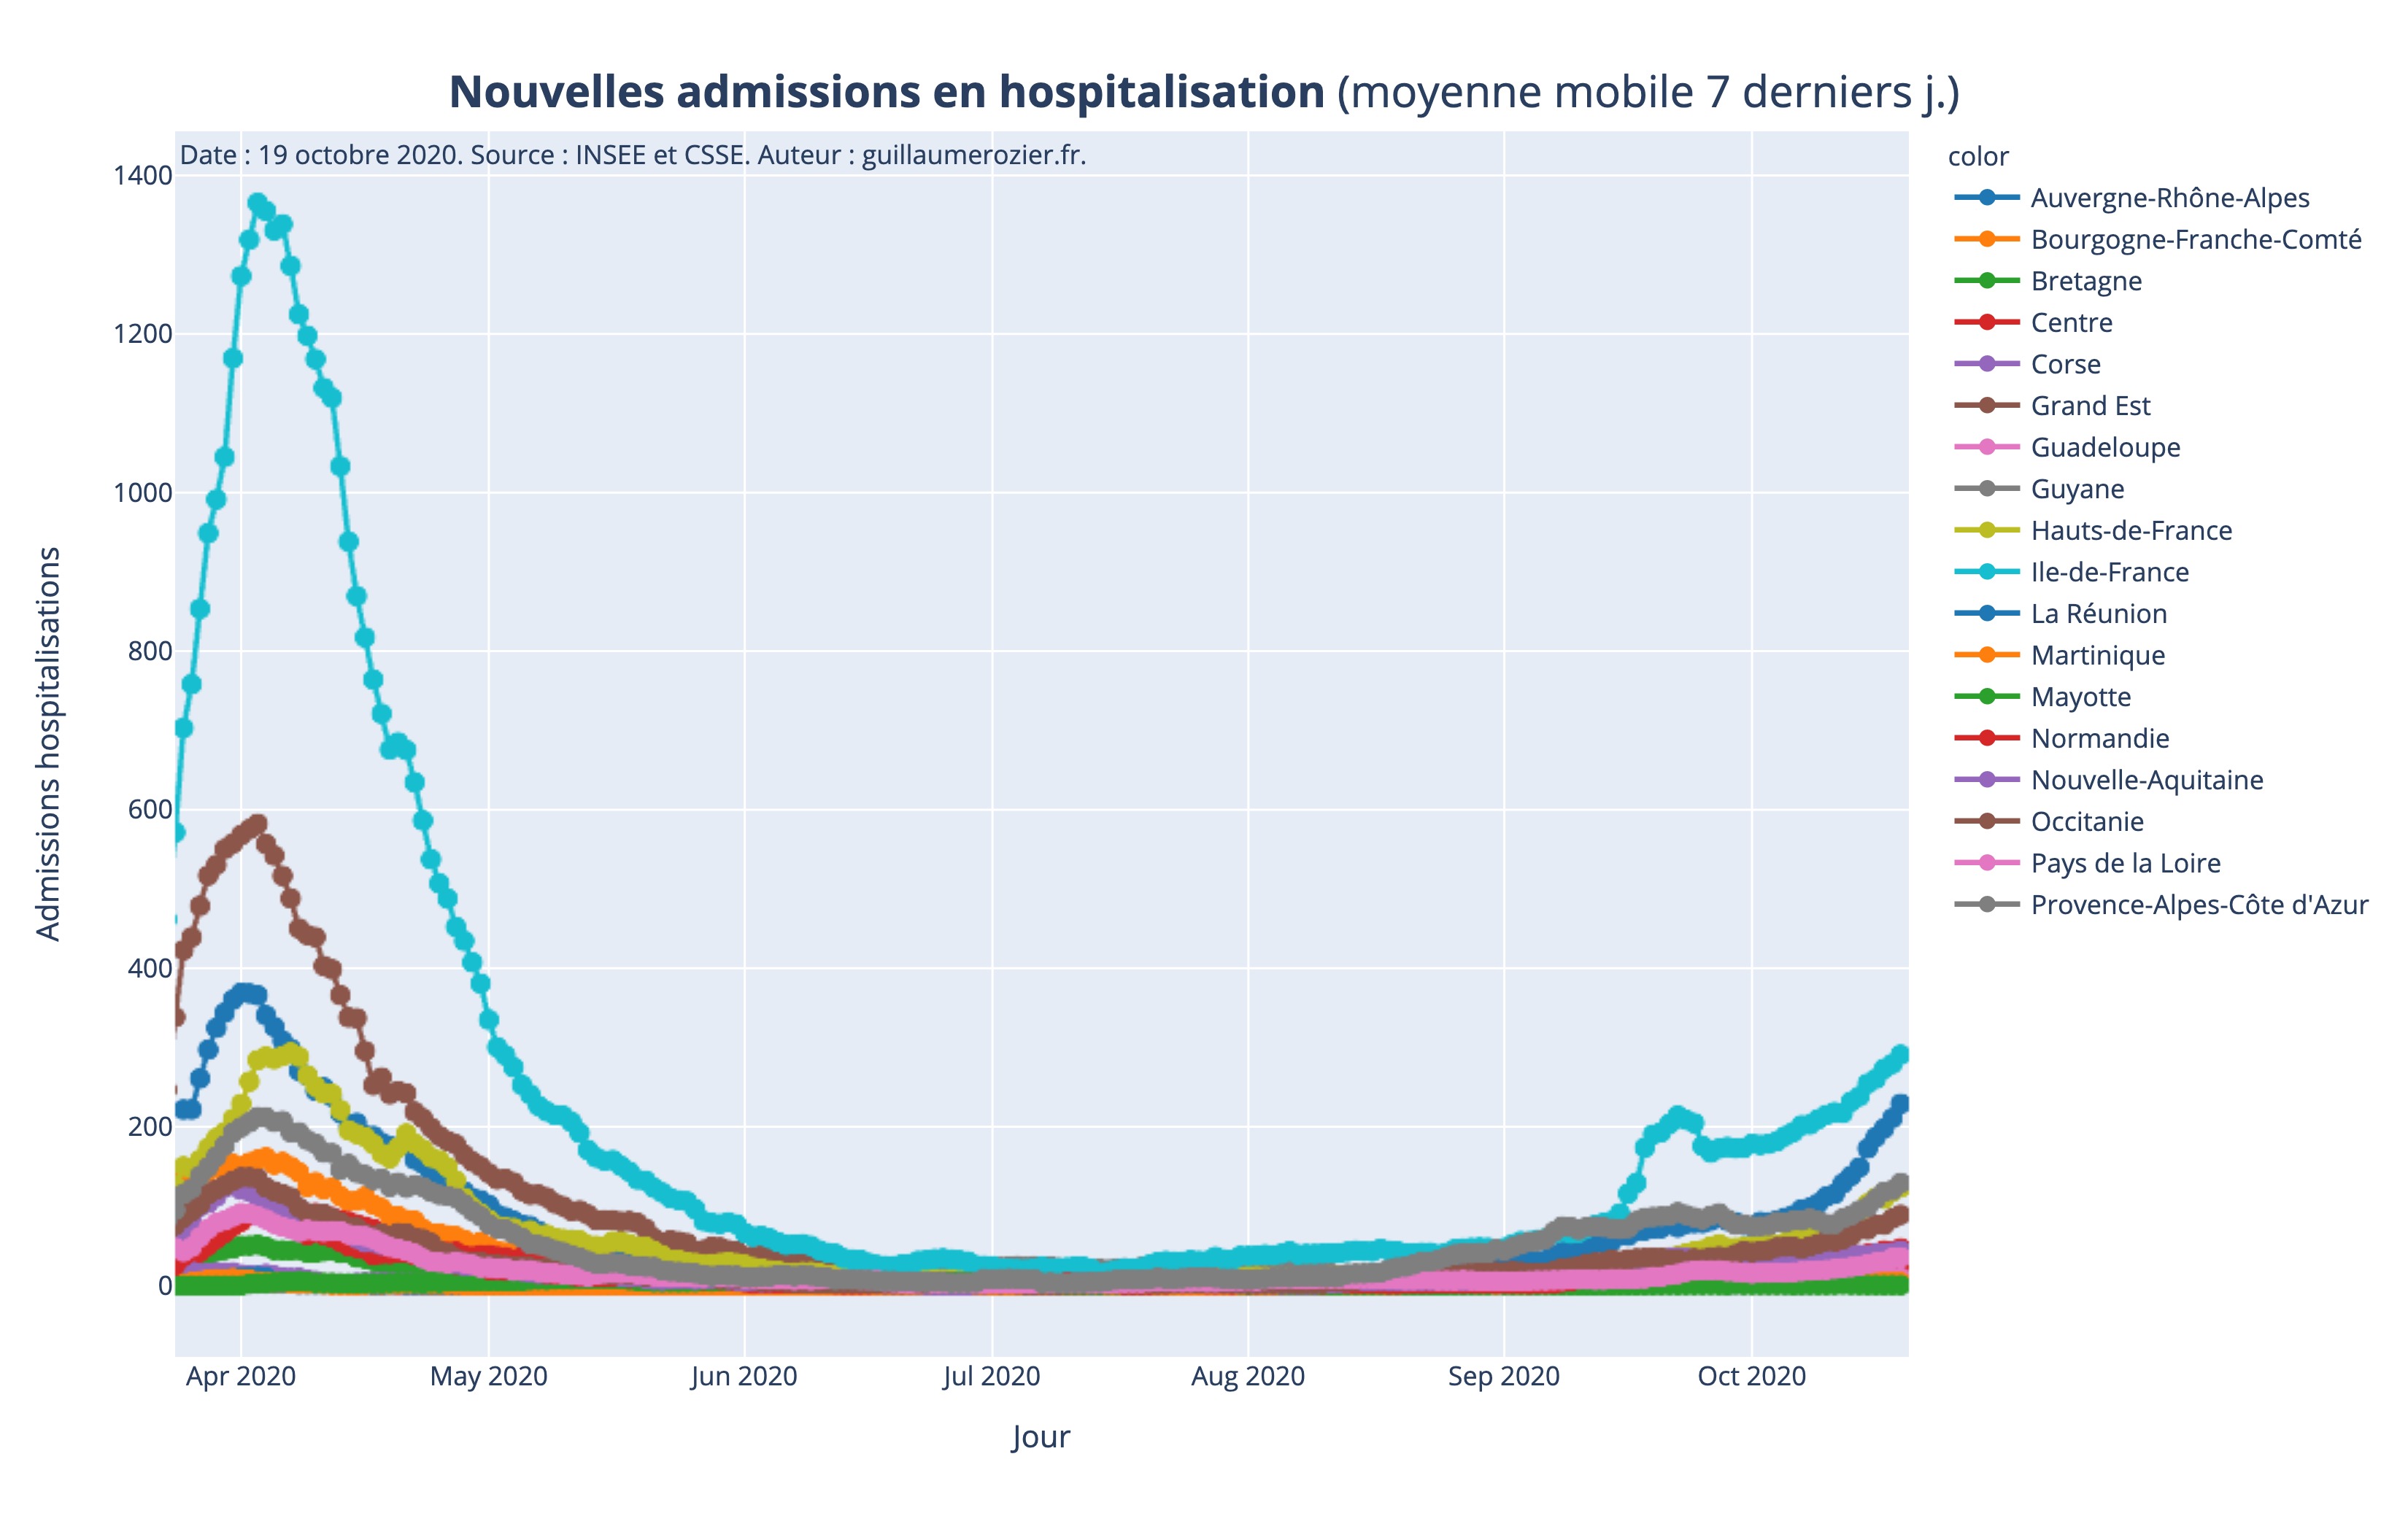 Nouvelles admissions en hospitalisation (moyenne mobile 7 derniers j.)
Date : 19 octobre 2020. Source : INSEE et CSSE. Auteur : guillaumerozier.fr.
1400
1200
1000
800
600
400
200
0
Admissions hospitalisations
Apr 2020
May 2020
Jun 2020
Jul 2020
Aug 2020
Sep 2020
Oct 2020
Jour
color
Auvergne-Rhône-Alpes
Bourgogne-Franche-Comté
Bretagne
Centre
Corse
Grand Est
Guadeloupe
Guyane
Hauts-de-France
Ile-de-France
La Réunion
Martinique
Mayotte
Normandie
Nouvelle-Aquitaine
Occitanie
Pays de la Loire
Provence-Alpes-Côte d'Azur